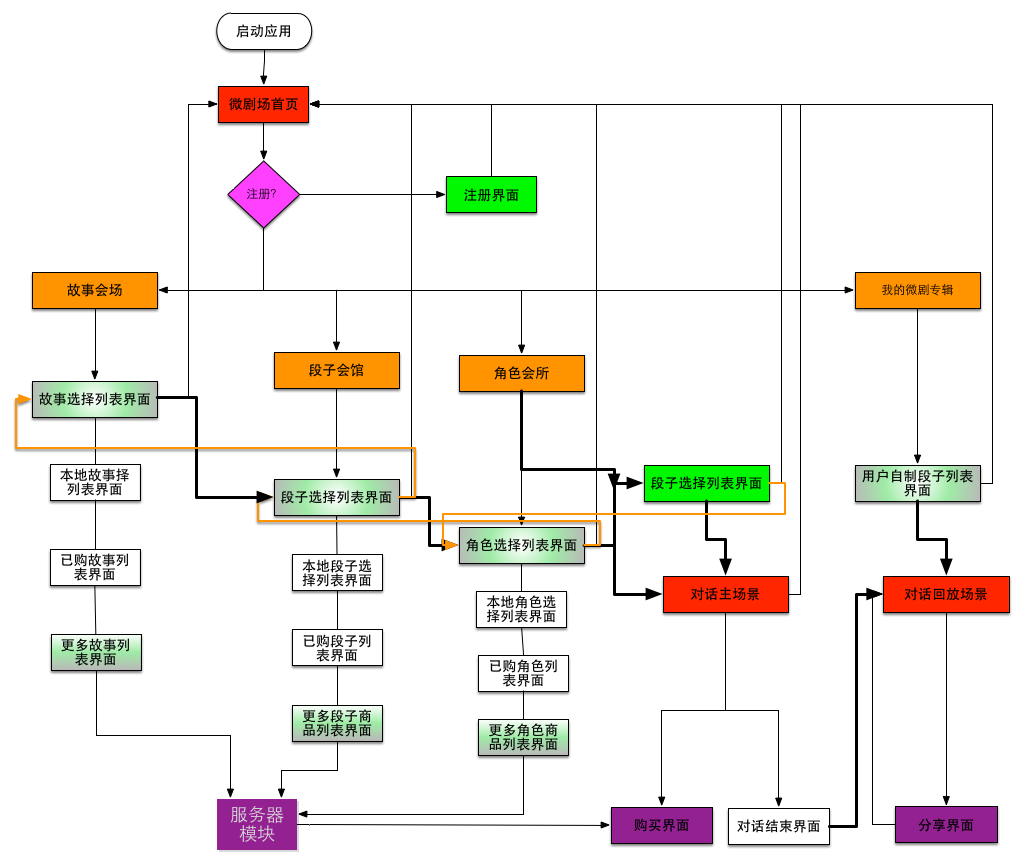 启动应用
微剧场首页
注册?
注册界面
故事会场
我的微剧专辑
段子会馆
角色会所
故事选择列表界面
本地故事择
列表界面
段子选择列表界面
段子选择列表界面
用户自制段子列表
界面
角色选择列表界面
已购故事列
表界面
本地段子选
择列表界面
对话主场景
对话回放场景
本地角色选
择列表界面
更多故事列
表界面
已购段子列
表界面
已购角色列
表界面
更多段子商
品列表界面
更多角色商
品列表界面
服务器
模块
购买界面
对话结束界面
分享界面